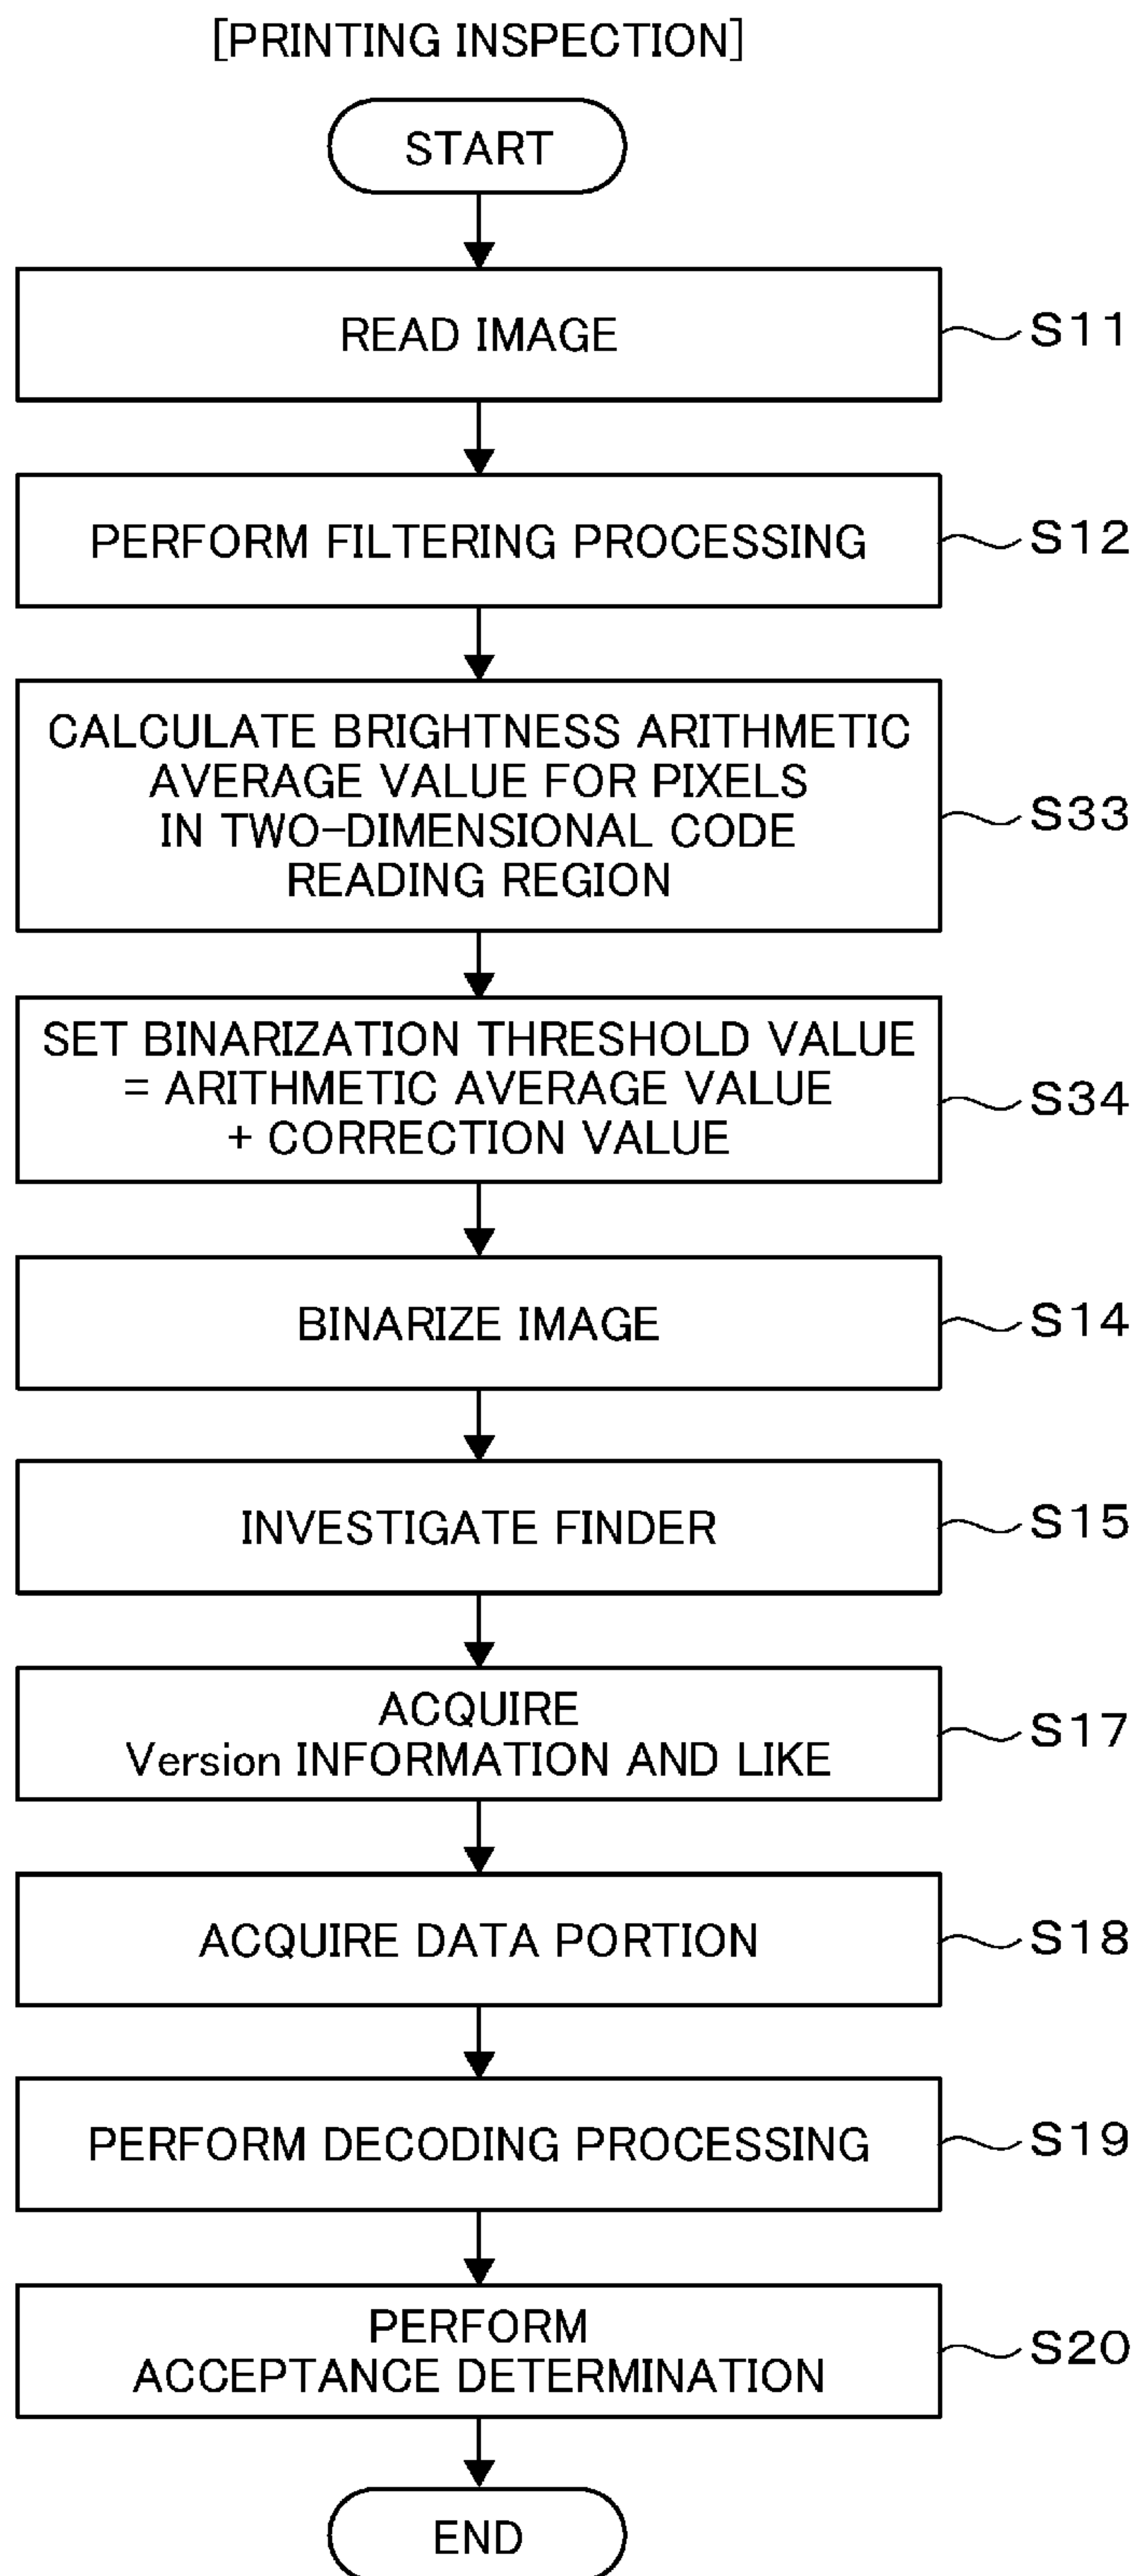 [PRINTING INSPECTION]
START
READ IMAGE
S11
PERFORM FILTERING PROCESSING
S12
CALCULATE BRIGHTNESS ARITHMETIC
AVERAGE VALUE FOR PIXELS
IN TWO-DIMENSIONAL CODE
READING REGION
S33
SET BINARIZATION THRESHOLD VALUE
= ARITHMETIC AVERAGE VALUE
+ CORRECTION VALUE
S34
BINARIZE IMAGE
S14
INVESTIGATE FINDER
S15
ACQUIRE
Version INFORMATION AND LIKE
S17
ACQUIRE DATA PORTION
S18
PERFORM DECODING PROCESSING
S19
PERFORM
ACCEPTANCE DETERMINATION
S20
END